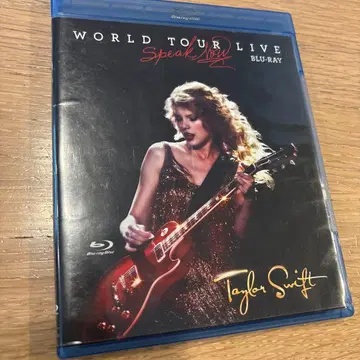 WORLD TOUR LIVE
Speak Now
BLU-RAY
Blu-ray Disc
Taylor Swift